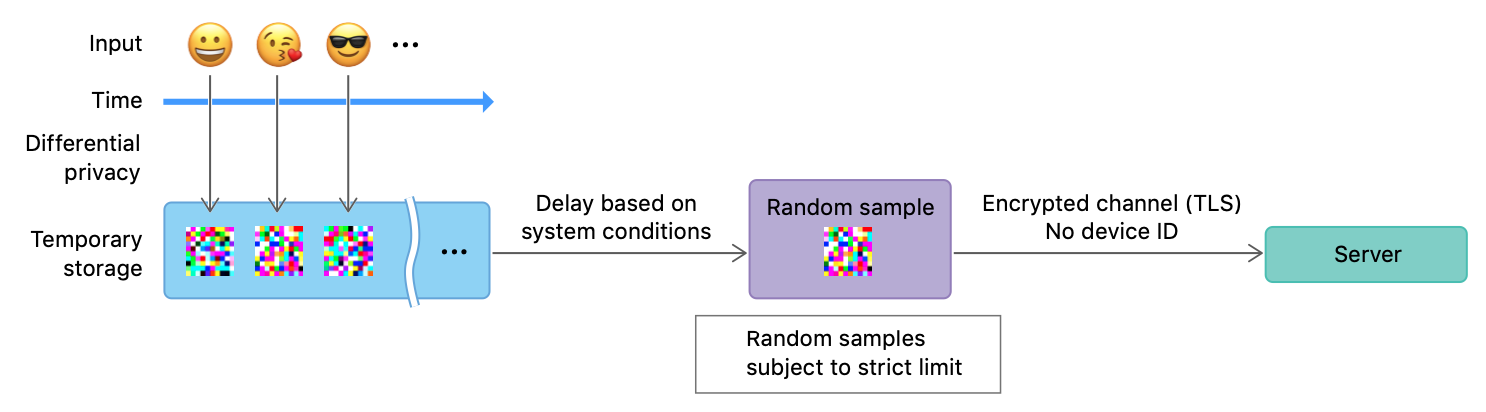 Input
...
Time
Differential
privacy
Temporary
storage
...
Delay based on
system conditions
Random sample
Random samples
subject to strict limit
Encrypted channel (TLS)
No device ID
Server